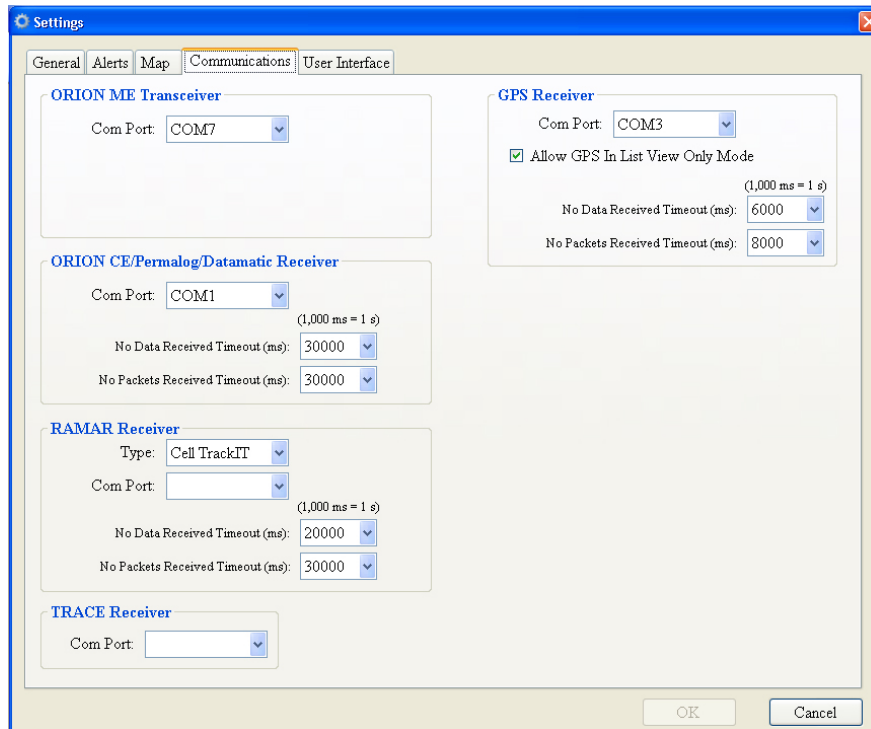 Settings
General Alerts Map Communications User Interface
ORION ME Transceiver
Com Port: COM7
ORION CE/Permalog/Datamatic Receiver
Com Port: COM1
(1,000 ms = 1 s)
No Data Received Timeout (ms): 30000
No Packets Received Timeout (ms): 30000
RAMAR Receiver
Type: Cell TrackIT
Com Port:
(1,000 ms = 1 s)
No Data Received Timeout (ms): 20000
No Packets Received Timeout (ms): 30000
TRACE Receiver
Com Port:
GPS Receiver
Com Port: COM3
Allow GPS In List View Only Mode
(1,000 ms = 1 s)
No Data Received Timeout (ms): 6000
No Packets Received Timeout (ms): 8000
OK Cancel